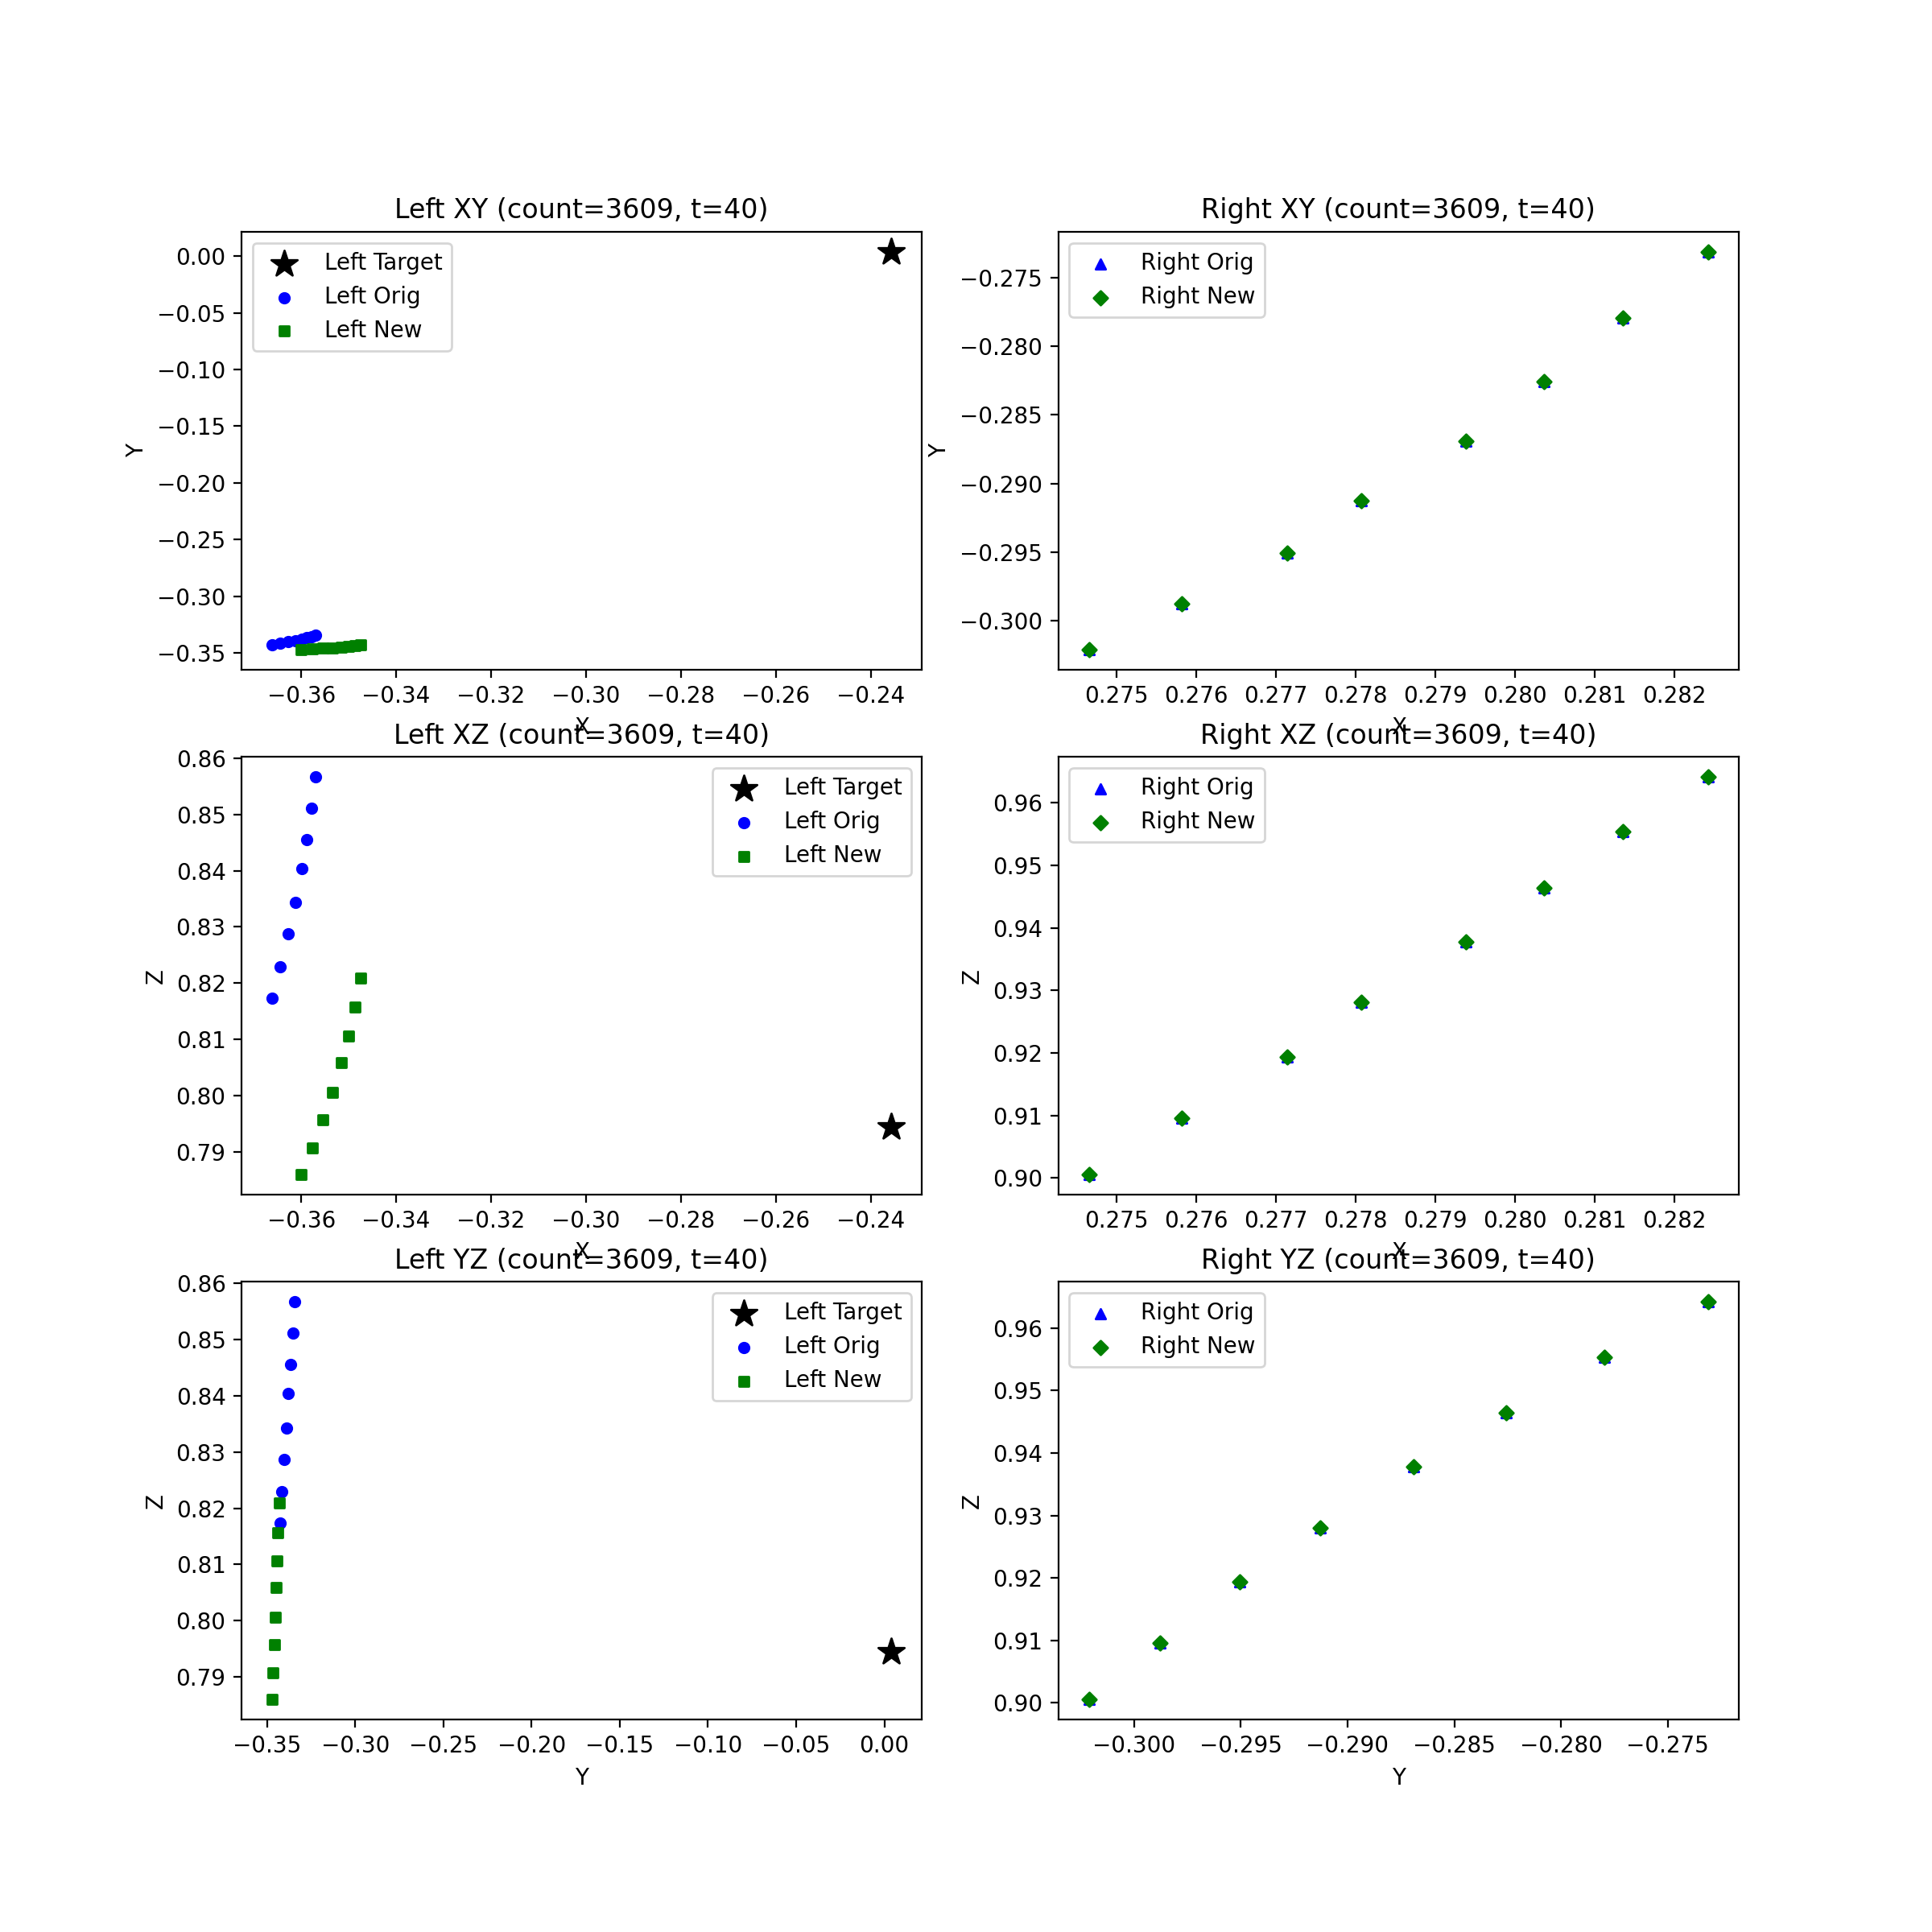 Left XY (count=3609, t=40)
Y
0.00
−0.05
−0.10
−0.15
−0.20
−0.25
−0.30
−0.35
Left Target
Left Orig
Left New
−0.36 −0.34 −0.32 −0.30 −0.28 −0.26 −0.24
X
Right XY (count=3609, t=40)
Y
−0.275
−0.280
−0.285
−0.290
−0.295
−0.300
Right Orig
Right New
0.275 0.276 0.277 0.278 0.279 0.280 0.281 0.282
X
Left XZ (count=3609, t=40)
Z
0.86
0.85
0.84
0.83
0.82
0.81
0.80
0.79
Left Target
Left Orig
Left New
−0.36 −0.34 −0.32 −0.30 −0.28 −0.26 −0.24
X
Right XZ (count=3609, t=40)
Z
0.96
0.95
0.94
0.93
0.92
0.91
0.90
Right Orig
Right New
0.275 0.276 0.277 0.278 0.279 0.280 0.281 0.282
X
Left YZ (count=3609, t=40)
Z
0.86
0.85
0.84
0.83
0.82
0.81
0.80
0.79
Left Target
Left Orig
Left New
−0.35 −0.30 −0.25 −0.20 −0.15 −0.10 −0.05 0.00
Y
Right YZ (count=3609, t=40)
Z
0.96
0.95
0.94
0.93
0.92
0.91
0.90
Right Orig
Right New
−0.300 −0.295 −0.290 −0.285 −0.280 −0.275
Y